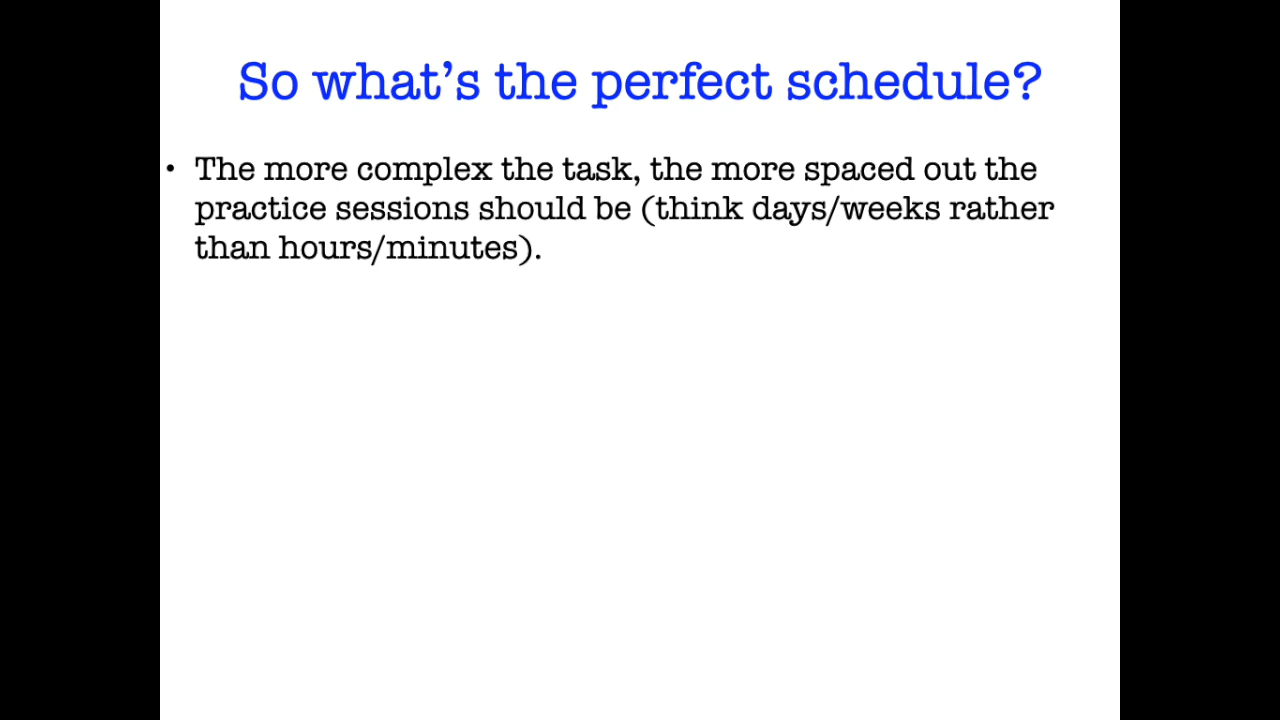 So what's the perfect schedule?
• The more complex the task, the more spaced out the
practice sessions should be (think days/weeks rather
than hours/minutes).